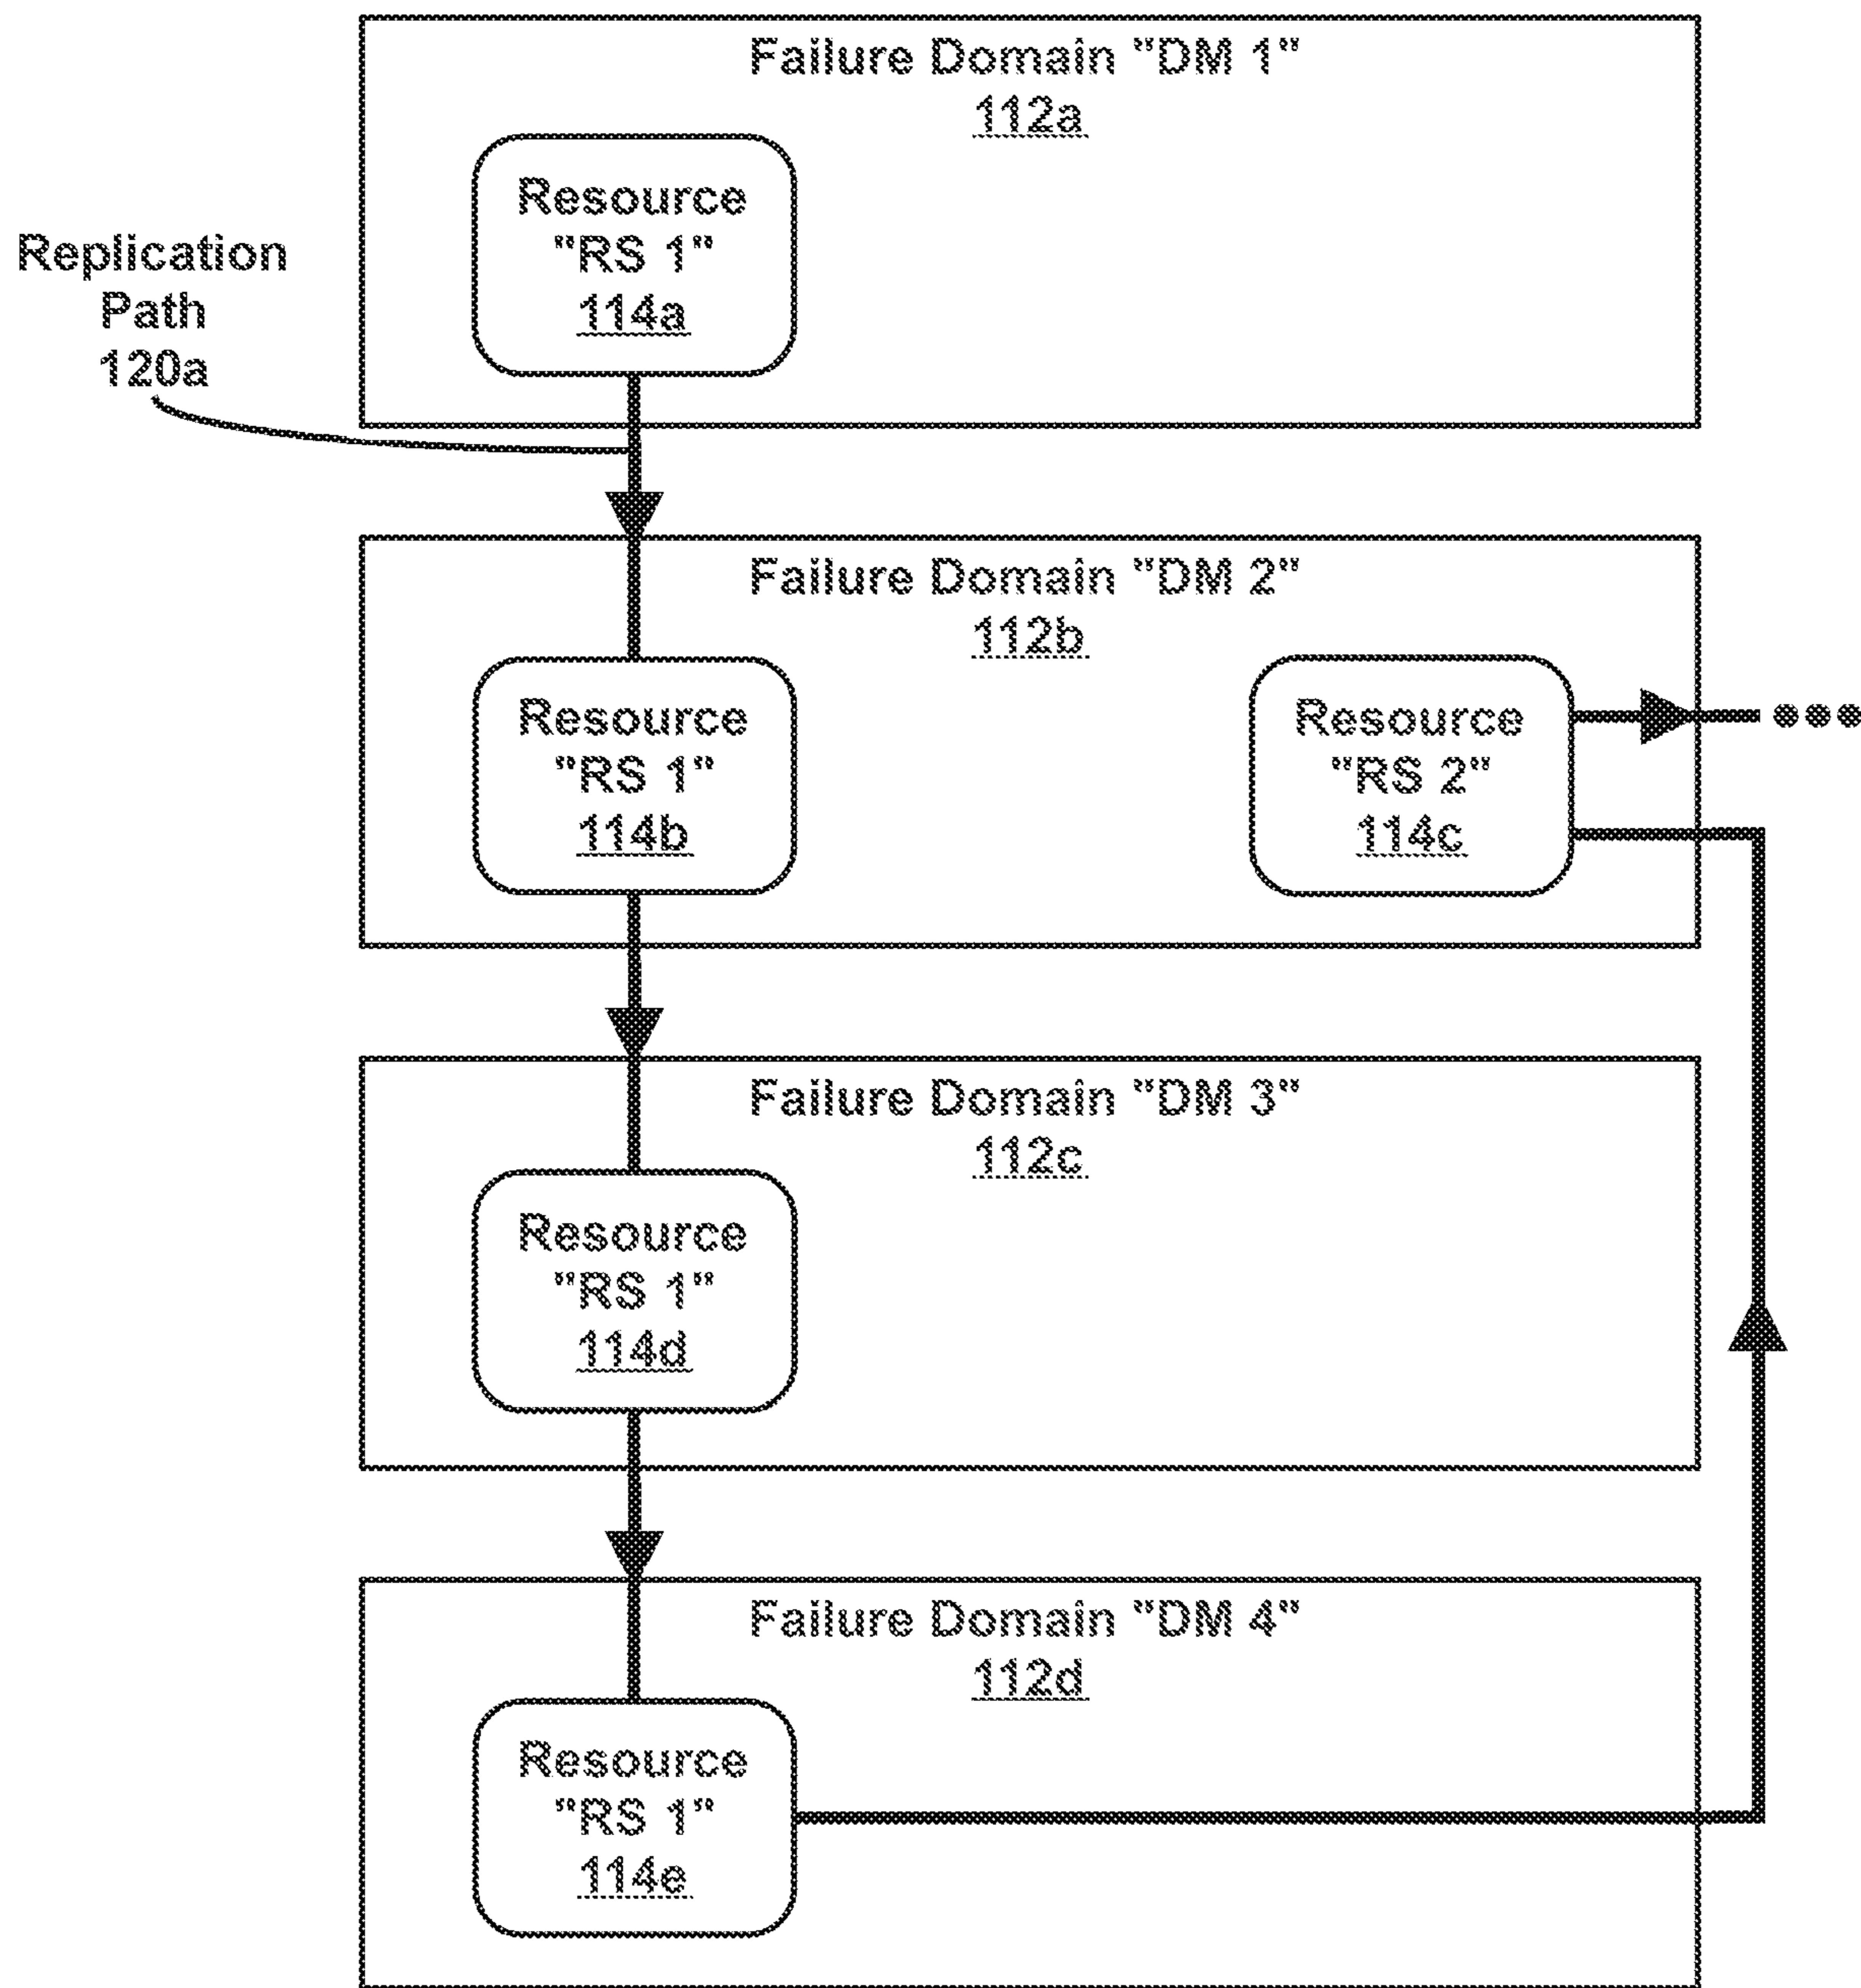 Failure Domain "DM 1"
112a
Resource
"RS 1"
114a
Replication
Path
120a
Failure Domain "DM 2"
112b
Resource
"RS 1"
114b
Resource
"RS 2"
114c
Failure Domain "DM 3"
112c
Resource
"RS 1"
114d
Failure Domain "DM 4"
112d
Resource
"RS 1"
114e